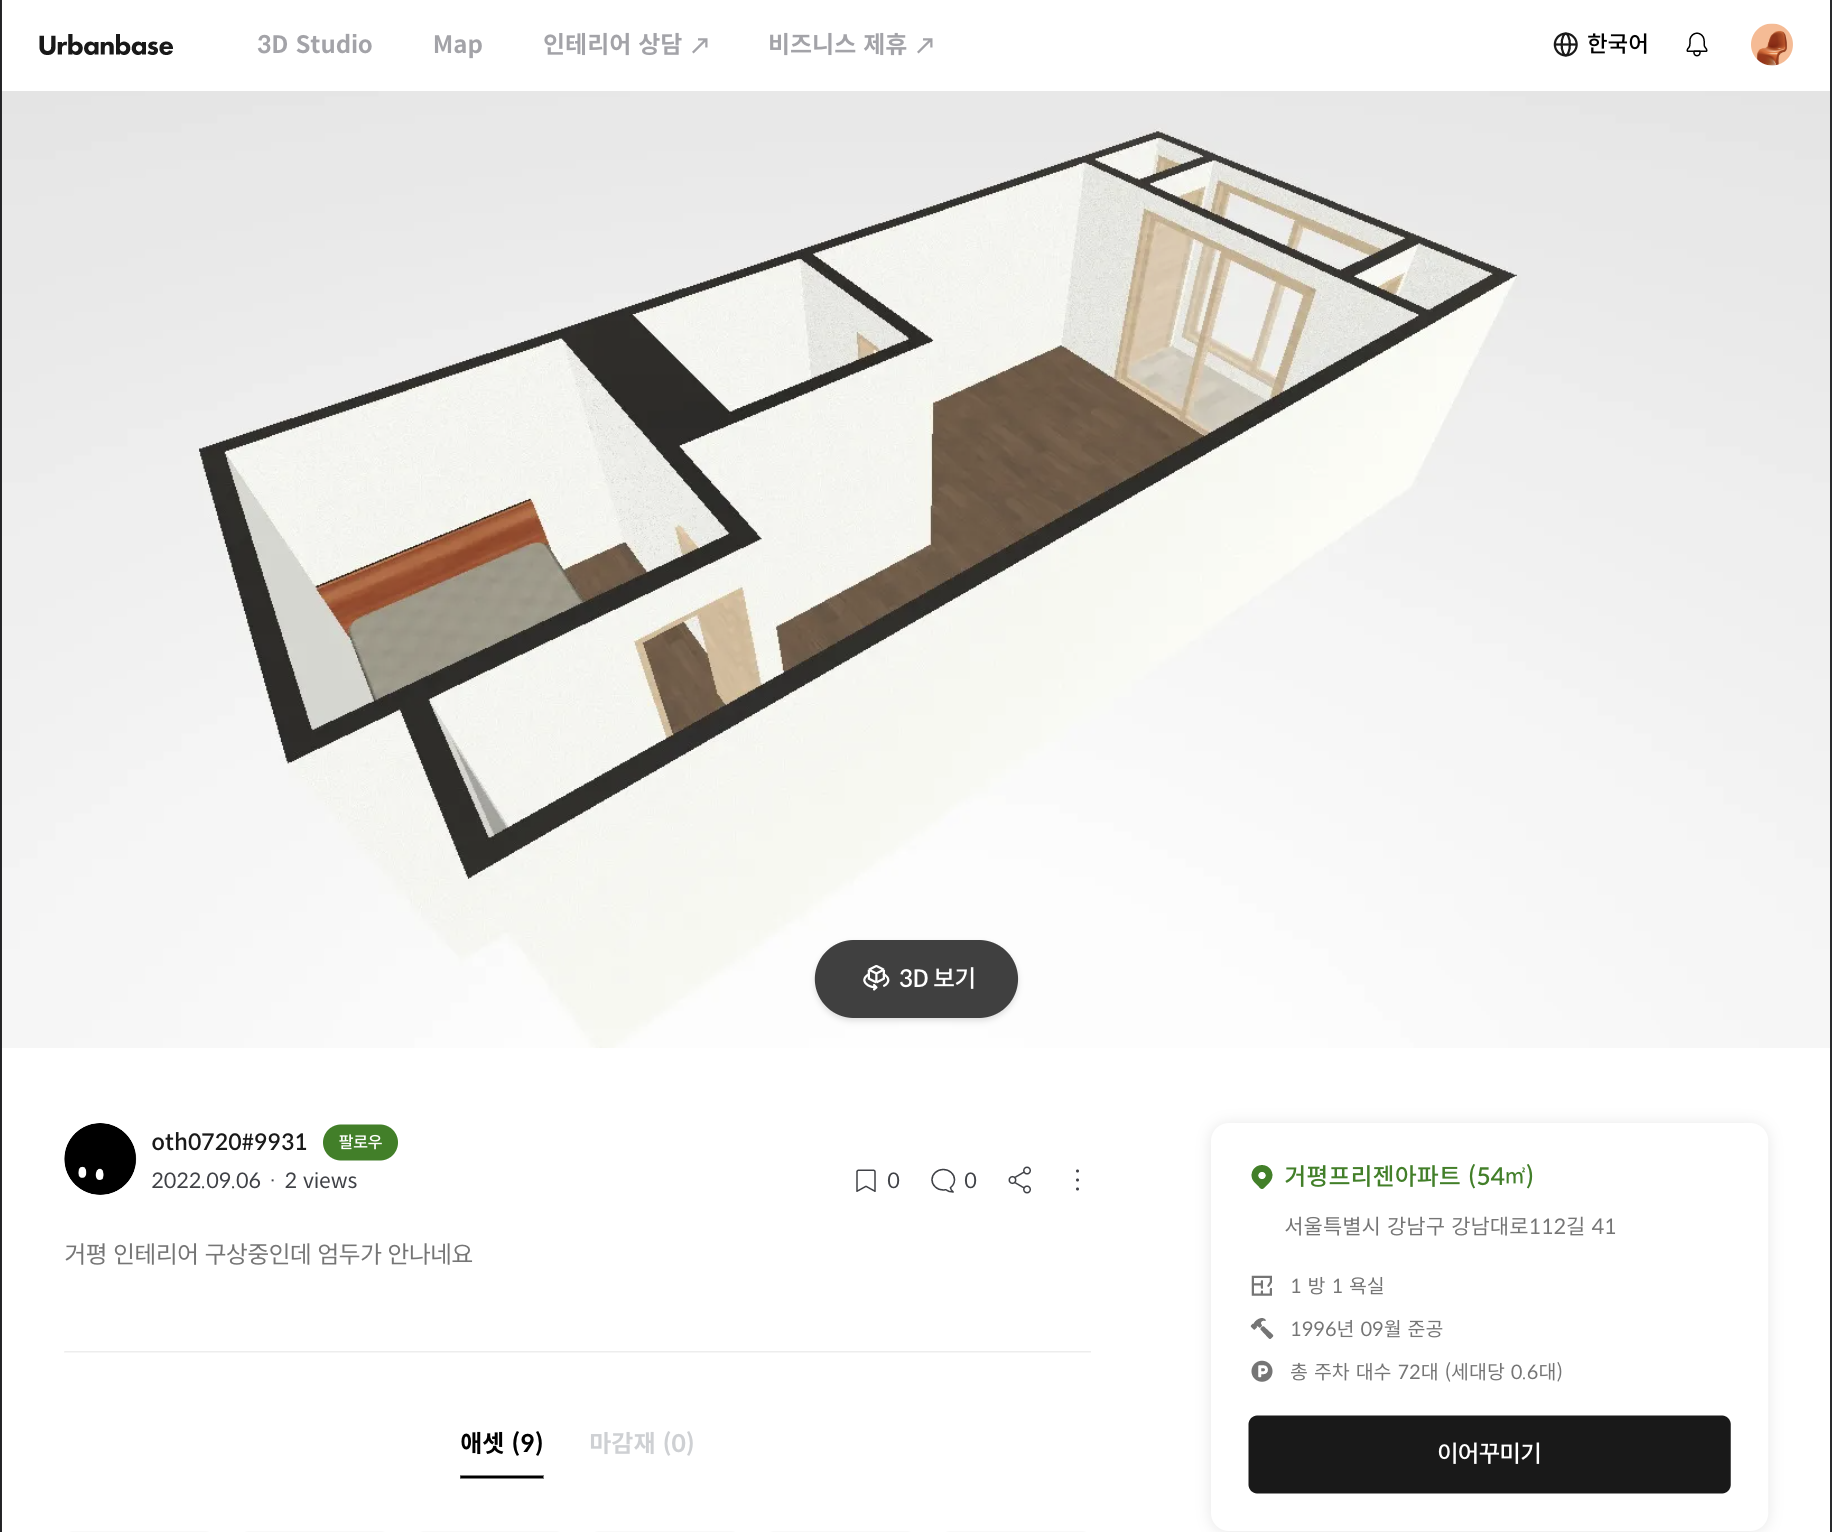 Urbanbase
3D Studio
Map
인테리어 상담 ↗
비즈니스 제휴 ↗
한국어
3D 보기
oth0720#9931
팔로우
2022.09.06 · 2 views
0
0
거평 인테리어 구상중인데 엄두가 안나네요
애셋 (9)
마감재 (0)
거평프리젠아파트 (54㎡)
서울특별시 강남구 강남대로112길 41
1 방 1 욕실
1996년 09월 준공
P
총 주차 대수 72대 (세대당 0.6대)
이어꾸미기